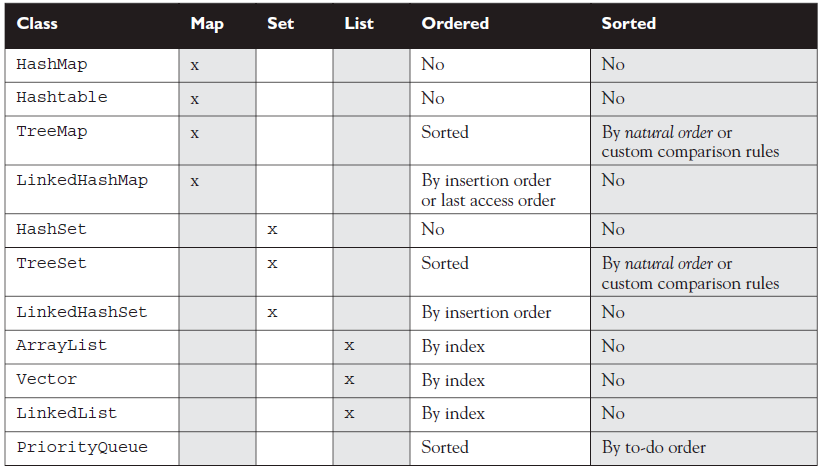 Class Map Set List Ordered Sorted
HashMap x No No
Hashtable x No No
TreeMap x Sorted By natural order or
custom comparison rules
LinkedHashMap x By insertion order No
or last access order
HashSet x No No
TreeSet x Sorted By natural order or
custom comparison rules
LinkedHashSet x By insertion order No
ArrayList x By index No
Vector x By index No
LinkedList x By index No
PriorityQueue Sorted By to-do order